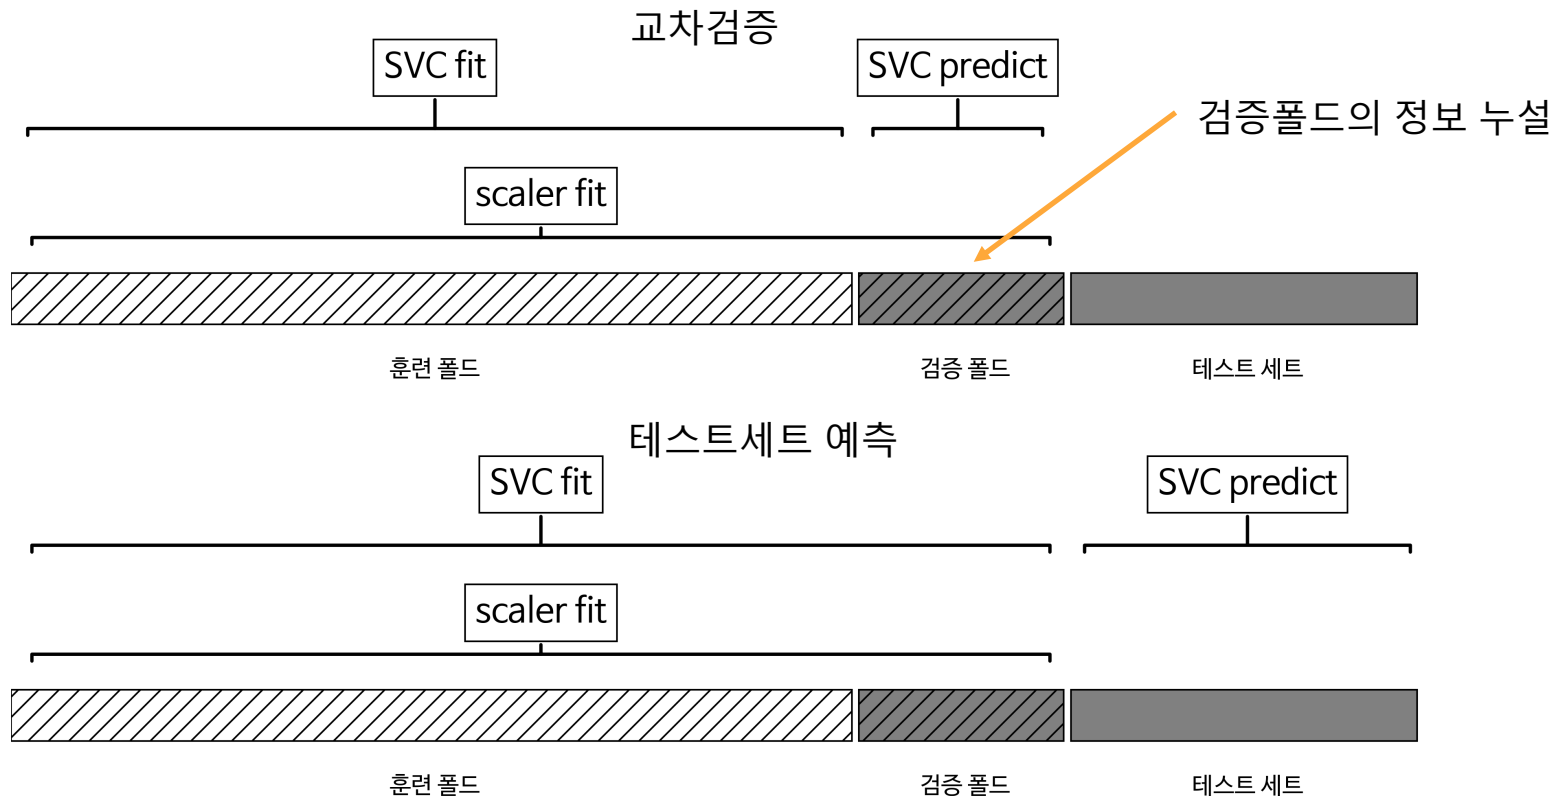 교차검증
SVC fit
SVC predict
검증폴드의 정보 누설
scaler fit
훈련 폴드
검증 폴드
테스트 세트
테스트세트 예측
SVC fit
SVC predict
scaler fit
훈련 폴드
검증 폴드
테스트 세트